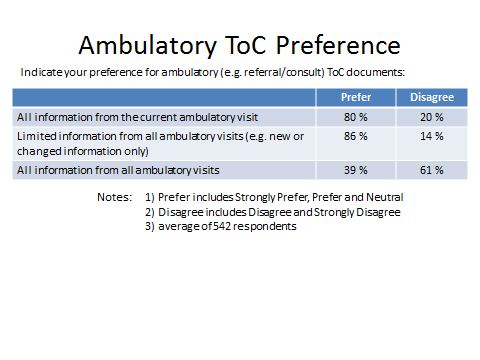 Ambulatory ToC Preference
Indicate your preference for ambulatory (e.g. referral/consult) ToC documents:
Prefer Disagree
All information from the current ambulatory visit 80 % 20 %
Limited information from all ambulatory visits (e.g. new or 86 % 14 %
changed information only)
All information from all ambulatory visits 39 % 61 %
Notes: 1) Prefer includes Strongly Prefer, Prefer and Neutral
2) Disagree includes Disagree and Strongly Disagree
3) average of 542 respondents